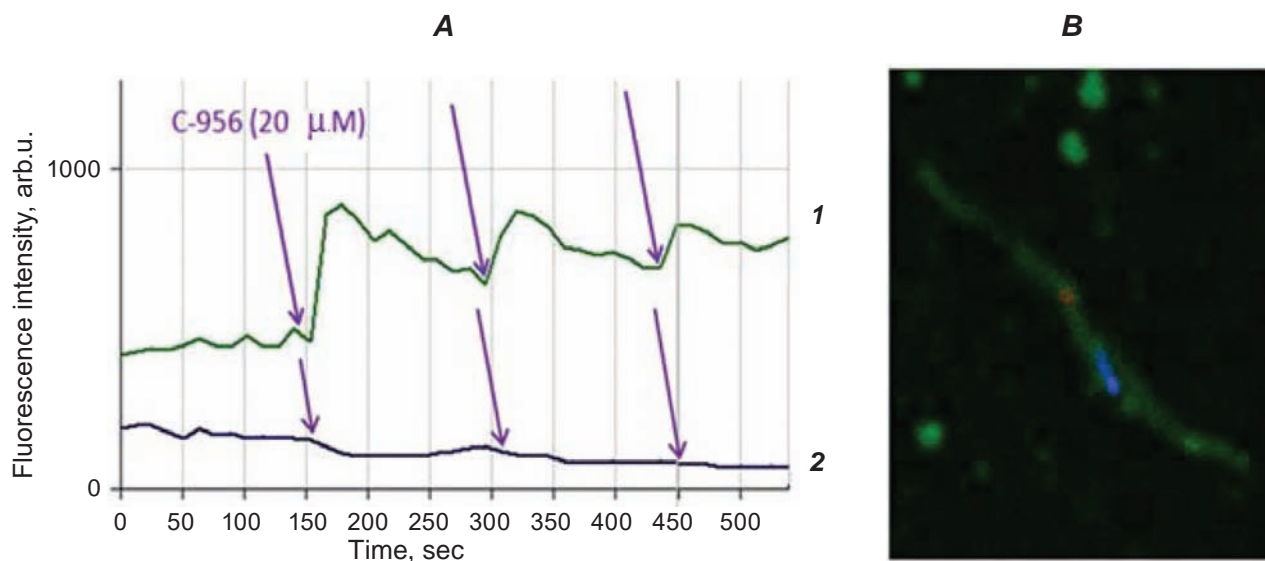 A
B
C-956 (20 μ.M)
Fluorescence intensity, arb.u.
1000
0
1
2
0 50 100 150 200 250 300 350 400 450 500
Time, sec